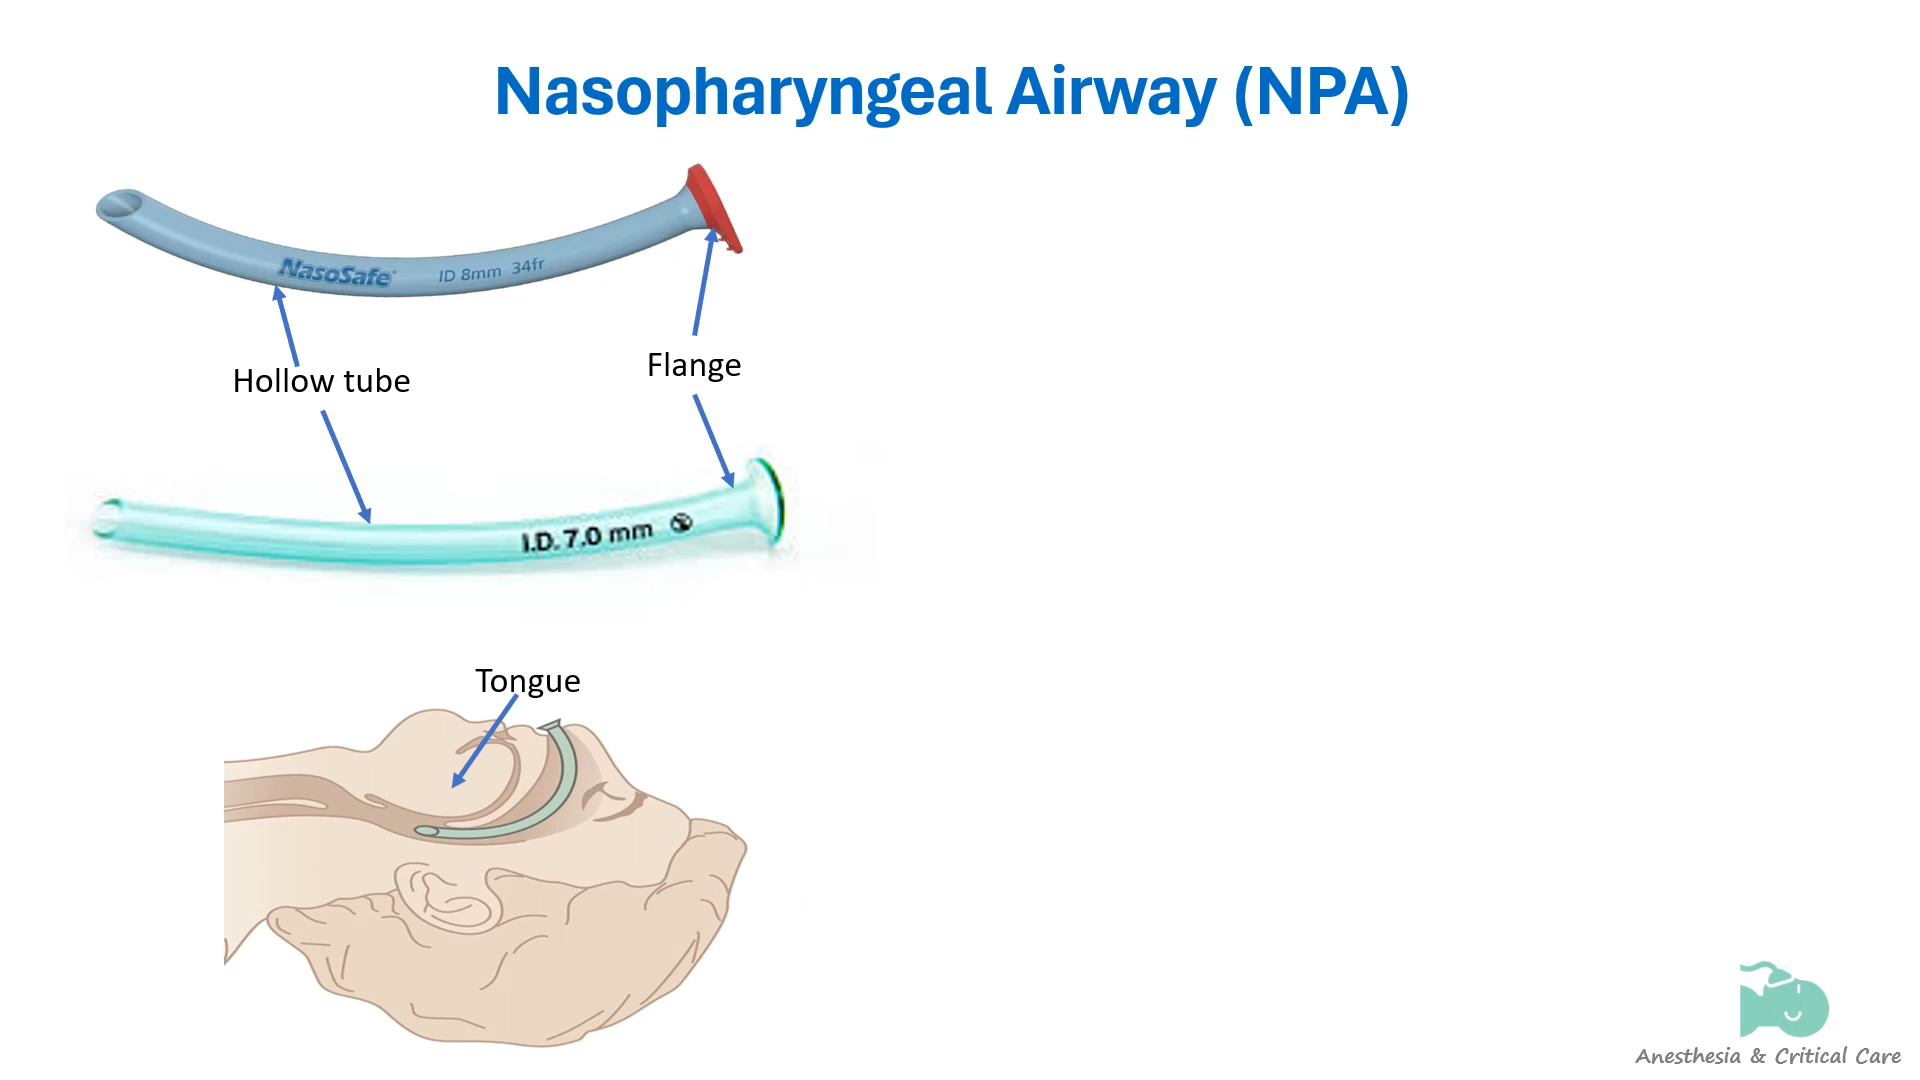 Nasopharyngeal Airway (NPA)
NasoSafe® ID 8mm 34fr
Flange
Hollow tube
I.D. 7.0 mm
Tongue
Anesthesia & Critical Care